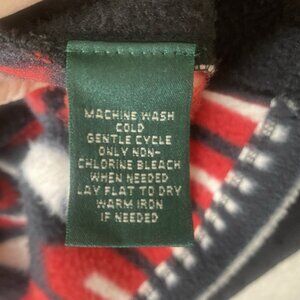 MACHINE WASH
COLD
GENTLE CYCLE
ONLY NON-
CHLORINE BLEACH
WHEN NEEDED
LAY FLAT TO DRY
WARM IRON
IF NEEDED